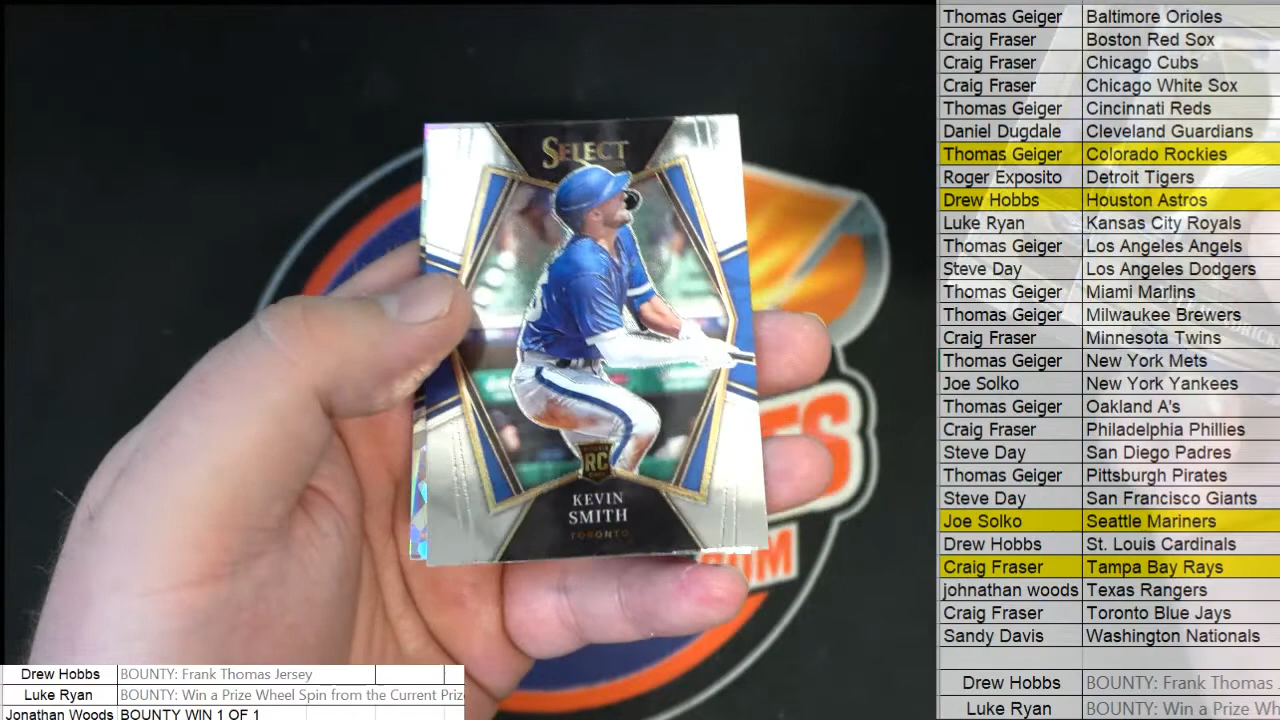 SELECT
RC
KEVIN
SMITH
TORONTO
Thomas Geiger Baltimore Orioles
Craig Fraser Boston Red Sox
Craig Fraser Chicago Cubs
Craig Fraser Chicago White Sox
Thomas Geiger Cincinnati Reds
Daniel Dugdale Cleveland Guardians
Thomas Geiger Colorado Rockies
Roger Exposito Detroit Tigers
Drew Hobbs Houston Astros
Luke Ryan Kansas City Royals
Thomas Geiger Los Angeles Angels
Steve Day Los Angeles Dodgers
Thomas Geiger Miami Marlins
Thomas Geiger Milwaukee Brewers
Craig Fraser Minnesota Twins
Thomas Geiger New York Mets
Joe Solko New York Yankees
Thomas Geiger Oakland A's
Craig Fraser Philadelphia Phillies
Steve Day San Diego Padres
Thomas Geiger Pittsburgh Pirates
Steve Day San Francisco Giants
Joe Solko Seattle Mariners
Drew Hobbs St. Louis Cardinals
Craig Fraser Tampa Bay Rays
johnathan woods Texas Rangers
Craig Fraser Toronto Blue Jays
Sandy Davis Washington Nationals
Drew Hobbs BOUNTY: Frank Thomas
Luke Ryan BOUNTY: Win a Prize Wh
Drew Hobbs BOUNTY: Frank Thomas Jersey
Luke Ryan BOUNTY: Win a Prize Wheel Spin from the Current Priz
Jonathan Woods BOUNTY WIN 1 OF 1